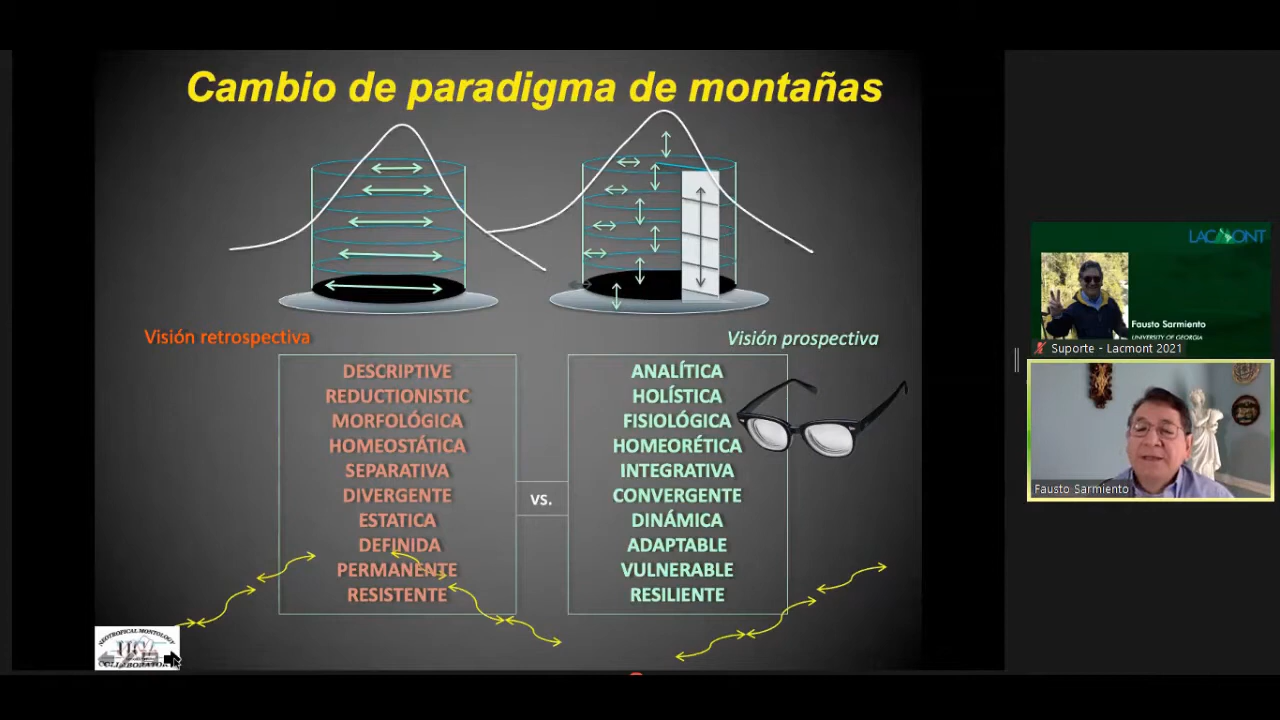 Cambio de paradigma de montañas
Visión retrospectiva
Visión prospectiva
DESCRIPTIVE
REDUCTIONISTIC
MORFOLÓGICA
HOMEOSTÁTICA
SEPARATIVA
DIVERGENTE
ESTATICA
DEFINIDA
PERMANENTE
RESISTENTE
vs.
ANALÍTICA
HOLÍSTICA
FISIOLÓGICA
HOMEORÉTICA
INTEGRATIVA
CONVERGENTE
DINÁMICA
ADAPTABLE
VULNERABLE
RESILIENTE
NEOTROPICAL MONTOLOGY
LACMONT
Fausto Sarmiento
UNIVERSITY OF GEORGIA
Suporte - Lacmont 2021
Fausto Sarmiento